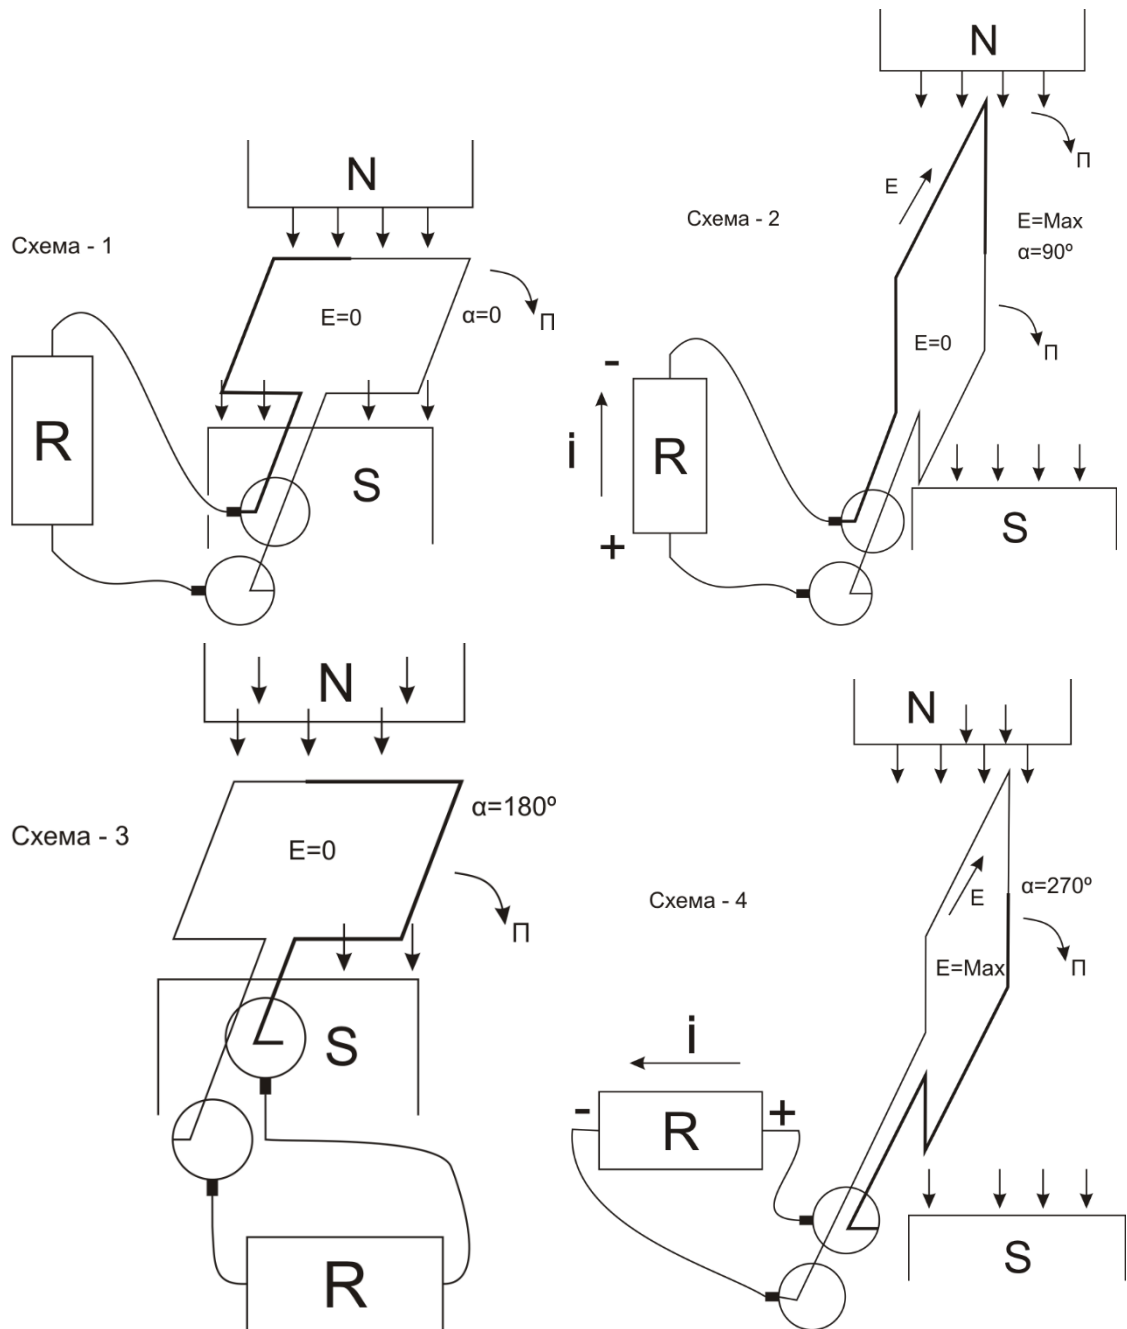 N
Схема - 1
E=0
α=0
П
R
S
N
П
E
Схема - 2
E=Max
α=90º
E=0
П
-
i
R
+
S
N
α=180º
Схема - 3
E=0
П
S
R
N
E
α=270º
Схема - 4
E=Max
П
i
-
R
+
S